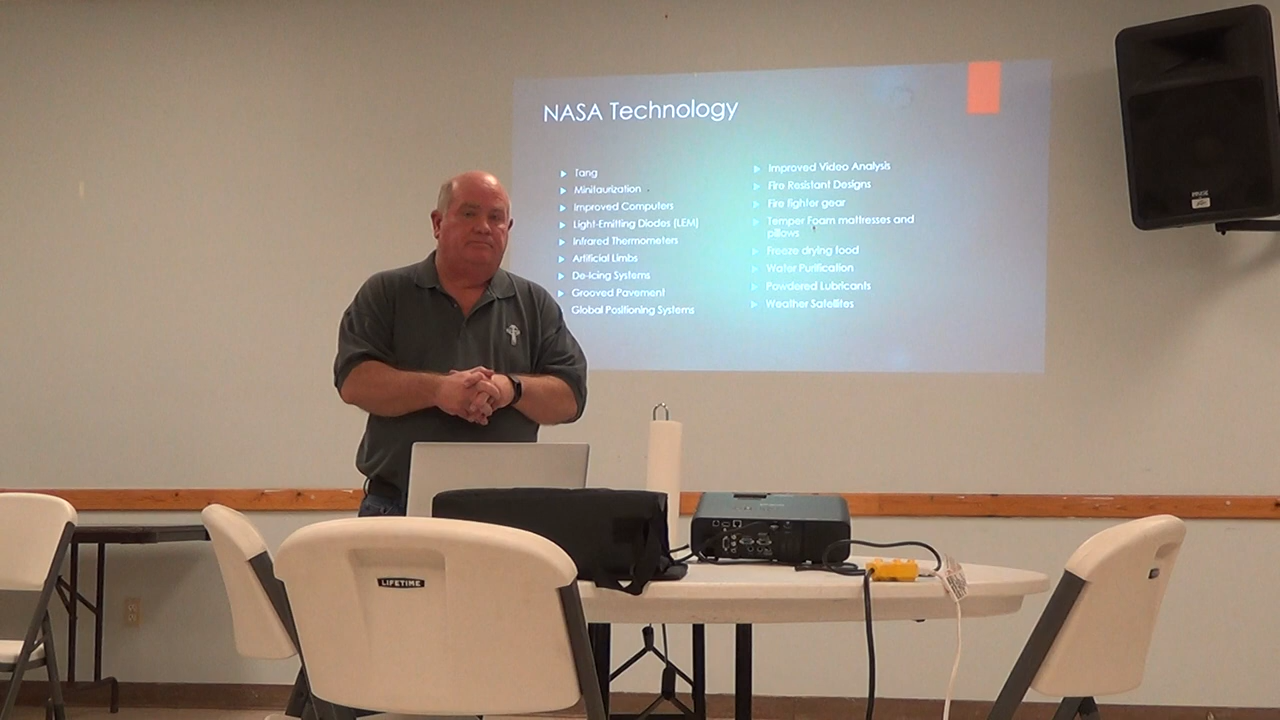 NASA Technology
Tang
Minitaurization
Improved Computers
Light-Emitting Diodes (LEM)
Infrared Thermometers
Artificial Limbs
De-Icing Systems
Grooved Pavement
Global Positioning Systems
Improved Video Analysis
Fire Resistant Designs
Fire fighter gear
Temper Foam mattresses and
pillows
Freeze drying food
Water Purification
Powdered Lubricants
Weather Satellites
LIFETIME